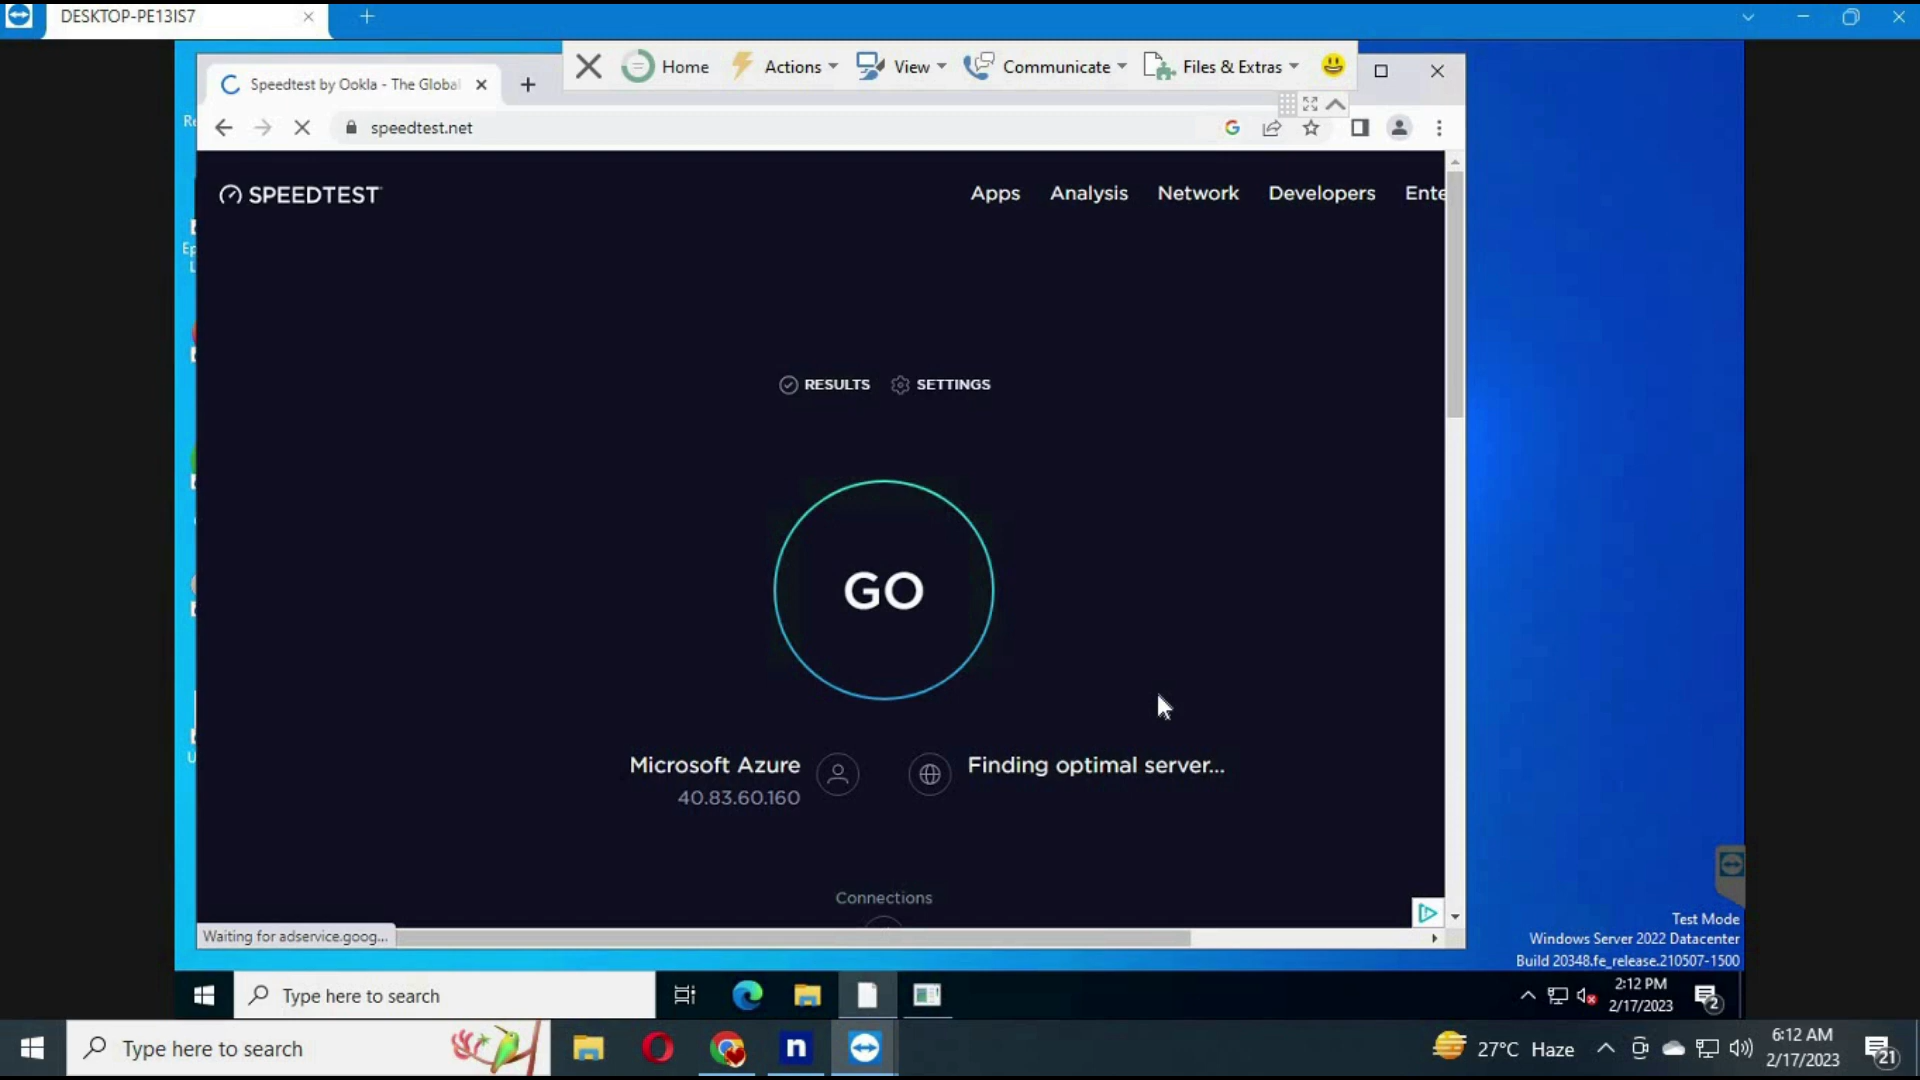 DESKTOP-PE13IS7
Home Actions View Communicate Files & Extras
Speedtest by Ookla - The Global
speedtest.net
SPEEDTEST
Apps Analysis Network Developers Ente
RESULTS SETTINGS
GO
Microsoft Azure
40.83.60.160
Finding optimal server...
Connections
Waiting for adservice.goog...
Test Mode
Windows Server 2022 Datacenter
Build 20348.fe_release.210507-1500
Type here to search
2:12 PM
2/17/2023
2
Type here to search
27°C Haze
6:12 AM
2/17/2023
21